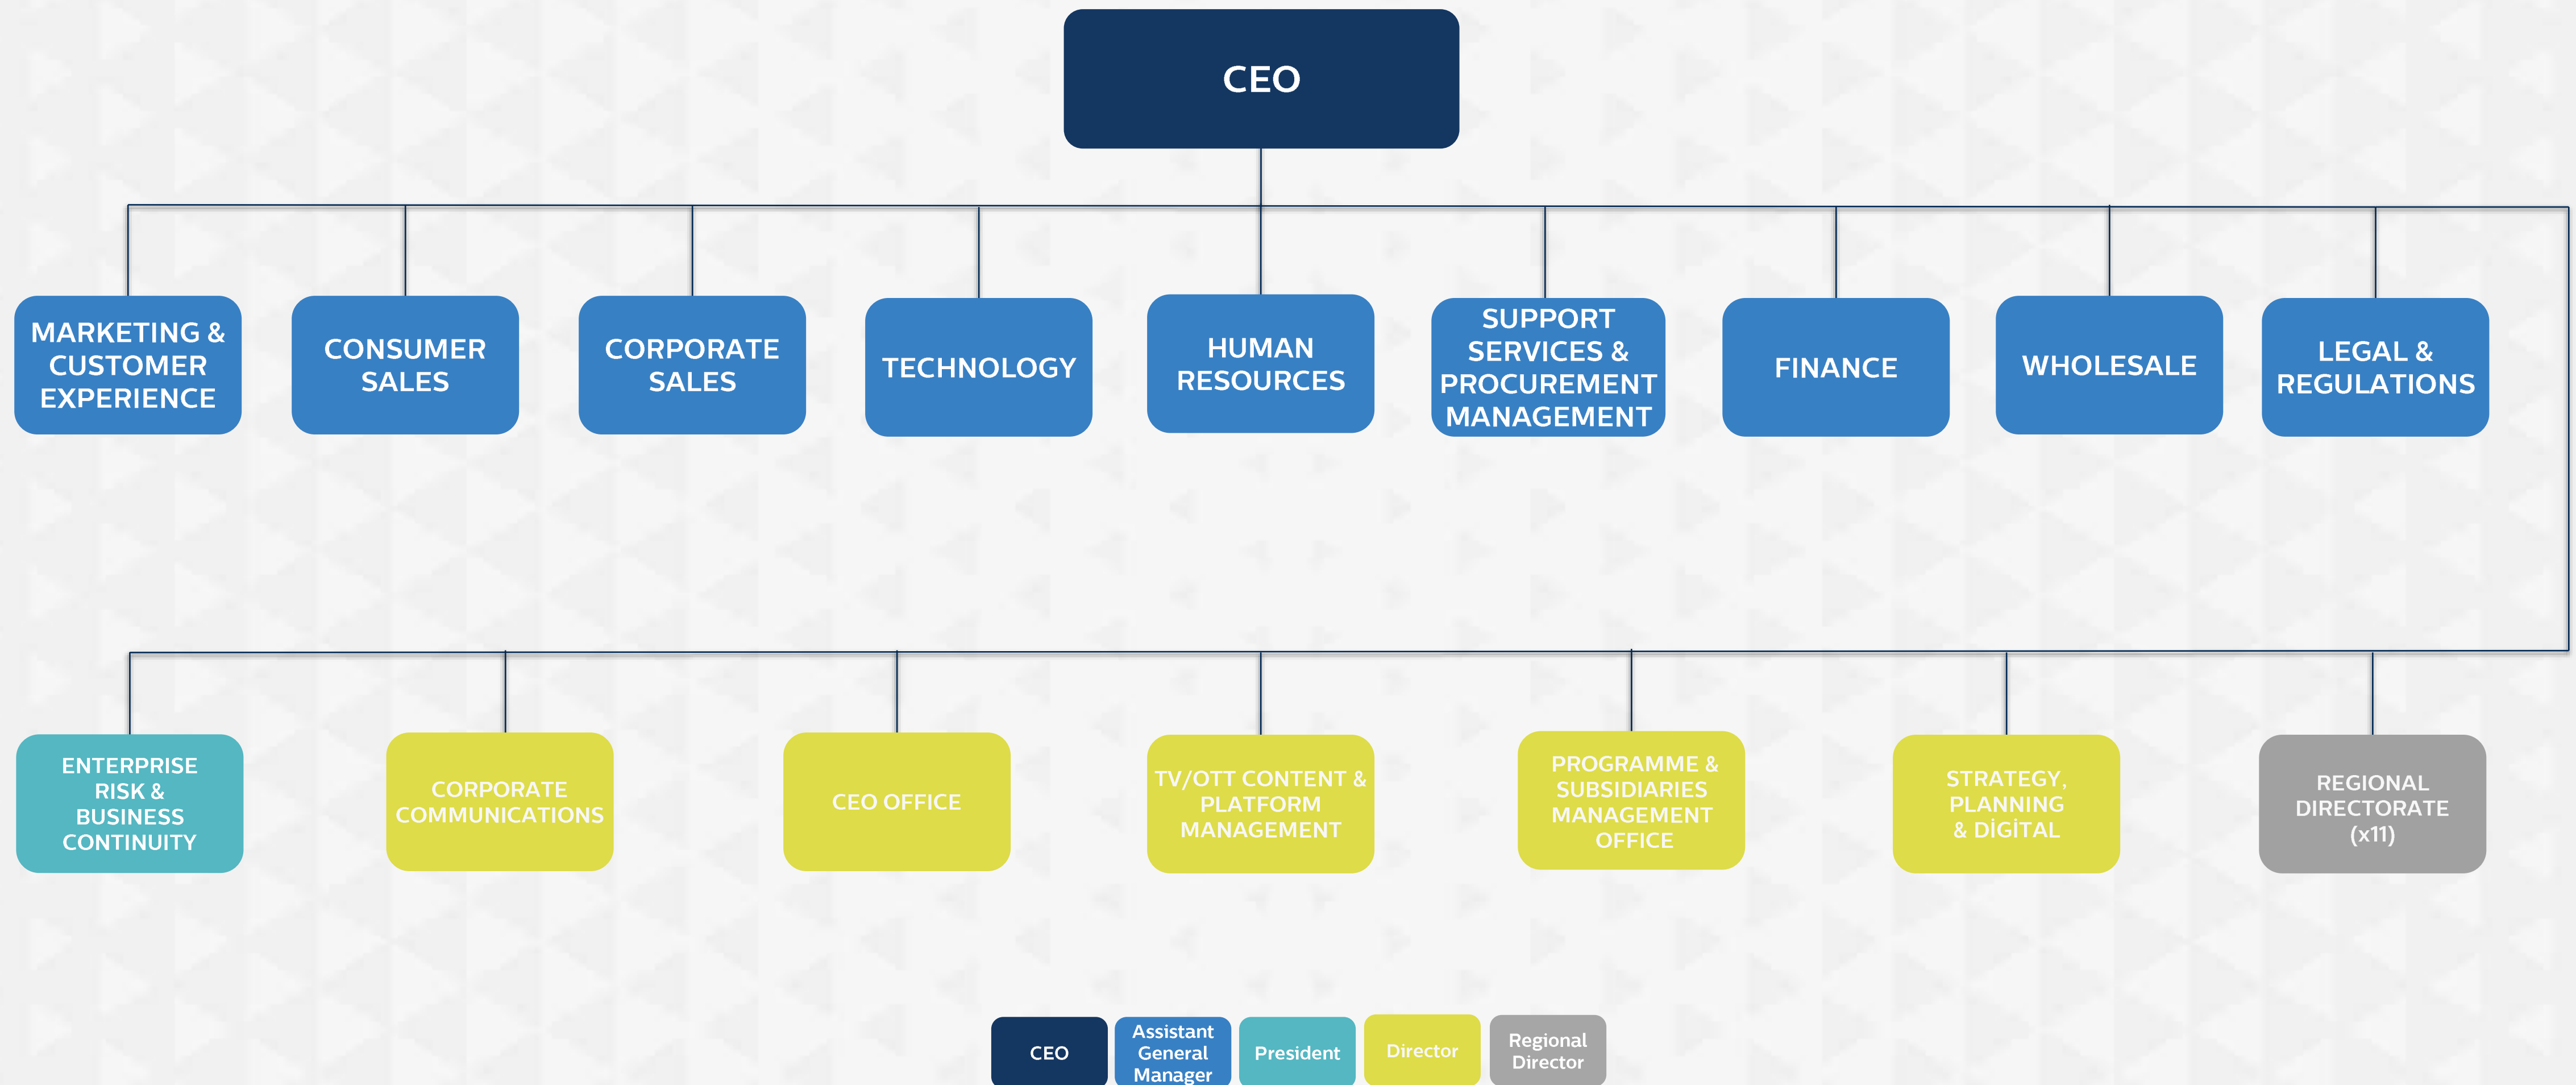 CEO
MARKETING &
CUSTOMER
EXPERIENCE
CONSUMER
SALES
CORPORATE
SALES
TECHNOLOGY
HUMAN
RESOURCES
SUPPORT
SERVICES &
PROCUREMENT
MANAGEMENT
FINANCE
WHOLESALE
LEGAL &
REGULATIONS
ENTERPRISE
RISK &
BUSINESS
CONTINUITY
CORPORATE
COMMUNICATIONS
CEO OFFICE
TV/OTT CONTENT &
PLATFORM
MANAGEMENT
PROGRAMME &
SUBSIDIARIES
MANAGEMENT
OFFICE
STRATEGY,
PLANNING
& DİGİTAL
REGIONAL
DIRECTORATE
(x11)
CEO
Assistant
General
Manager
President
Director
Regional
Director